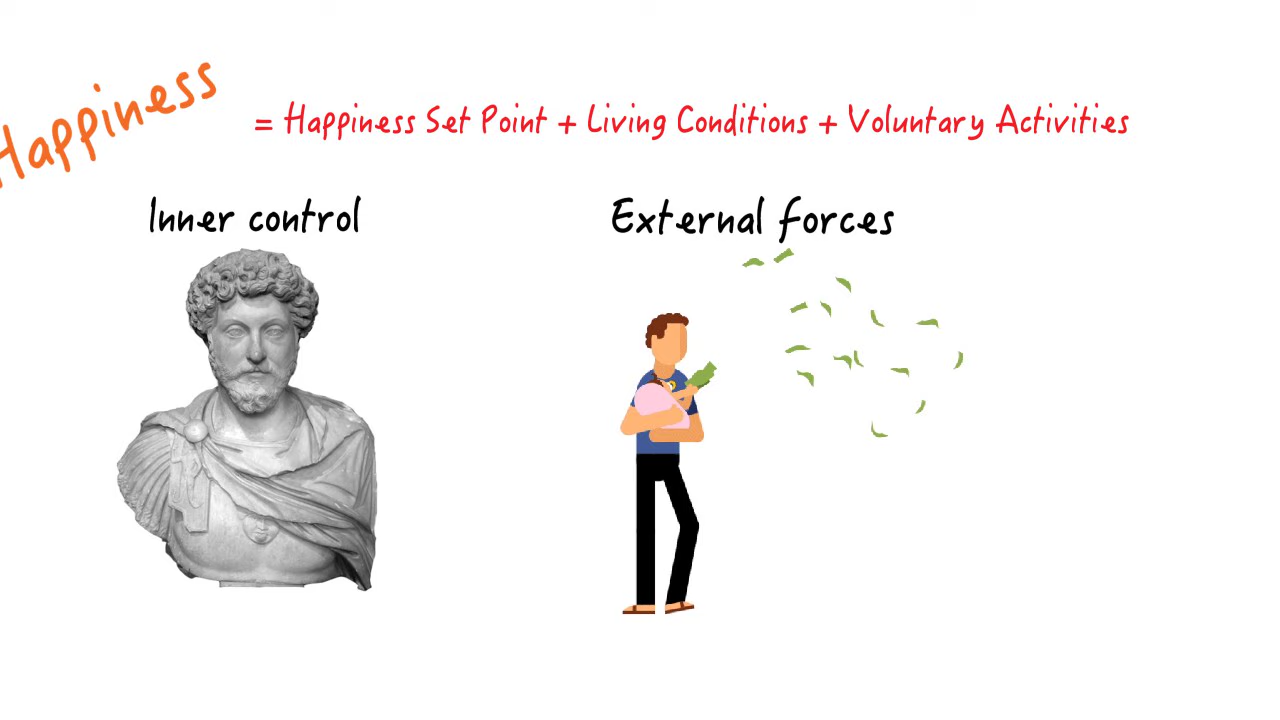 Happiness
= Happiness Set Point + Living Conditions + Voluntary Activities
Inner control
External forces